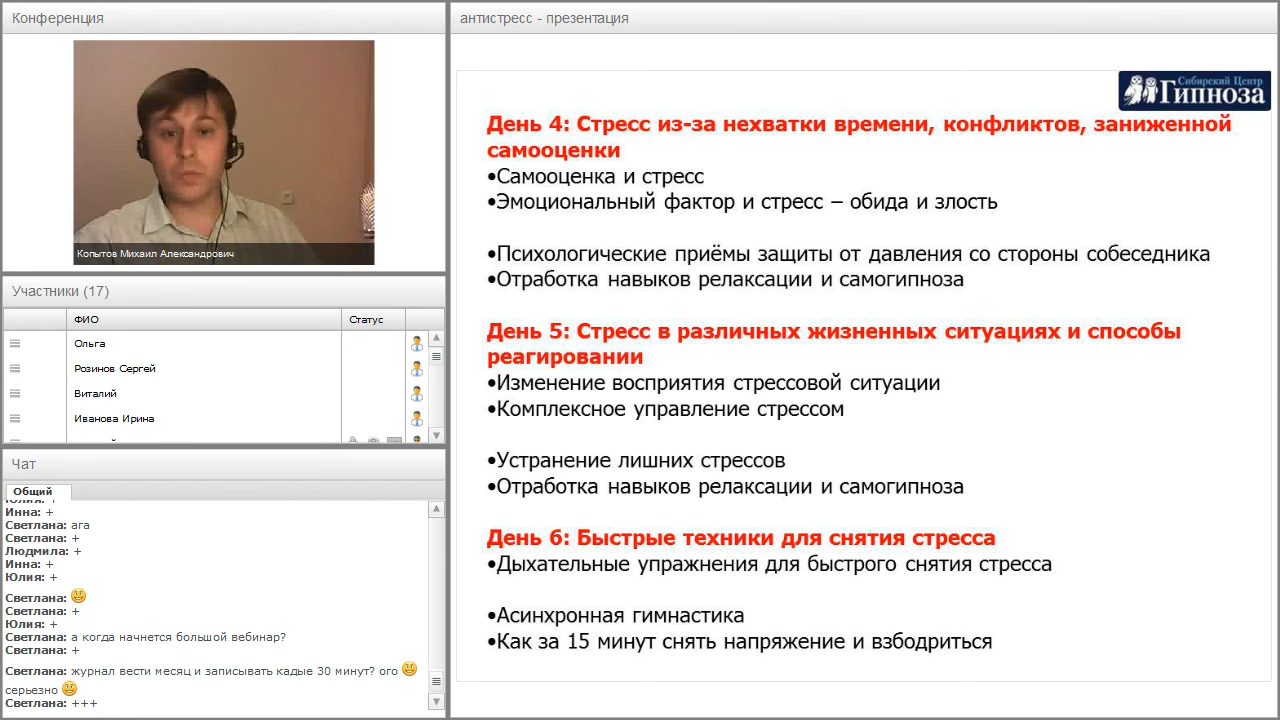 Конференция
Копытов Михаил Александрович
Участники (17)
ФИО
Статус
Ольга
Розинов Сергей
Виталий
Иванова Ирина
Чат
Общий
Юлия: +
Инна: +
Светлана: ага
Светлана: +
Людмила: +
Инна: +
Юлия: +
Светлана:
Светлана: +
Юлия: +
Светлана: а когда начнется большой вебинар?
Светлана: +
Светлана: журнал вести месяц и записывать кадые 30 минут? ого
серьезно
Светлана: +++
антистресс - презентация
Сибирский Центр
Гипноза
День 4: Стресс из-за нехватки времени, конфликтов, заниженной
самооценки
•Самооценка и стресс
•Эмоциональный фактор и стресс – обида и злость
•Психологические приёмы защиты от давления со стороны собеседника
•Отработка навыков релаксации и самогипноза
День 5: Стресс в различных жизненных ситуациях и способы
реагировании
•Изменение восприятия стрессовой ситуации
•Комплексное управление стрессом
•Устранение лишних стрессов
•Отработка навыков релаксации и самогипноза
День 6: Быстрые техники для снятия стресса
•Дыхательные упражнения для быстрого снятия стресса
•Асинхронная гимнастика
•Как за 15 минут снять напряжение и взбодриться